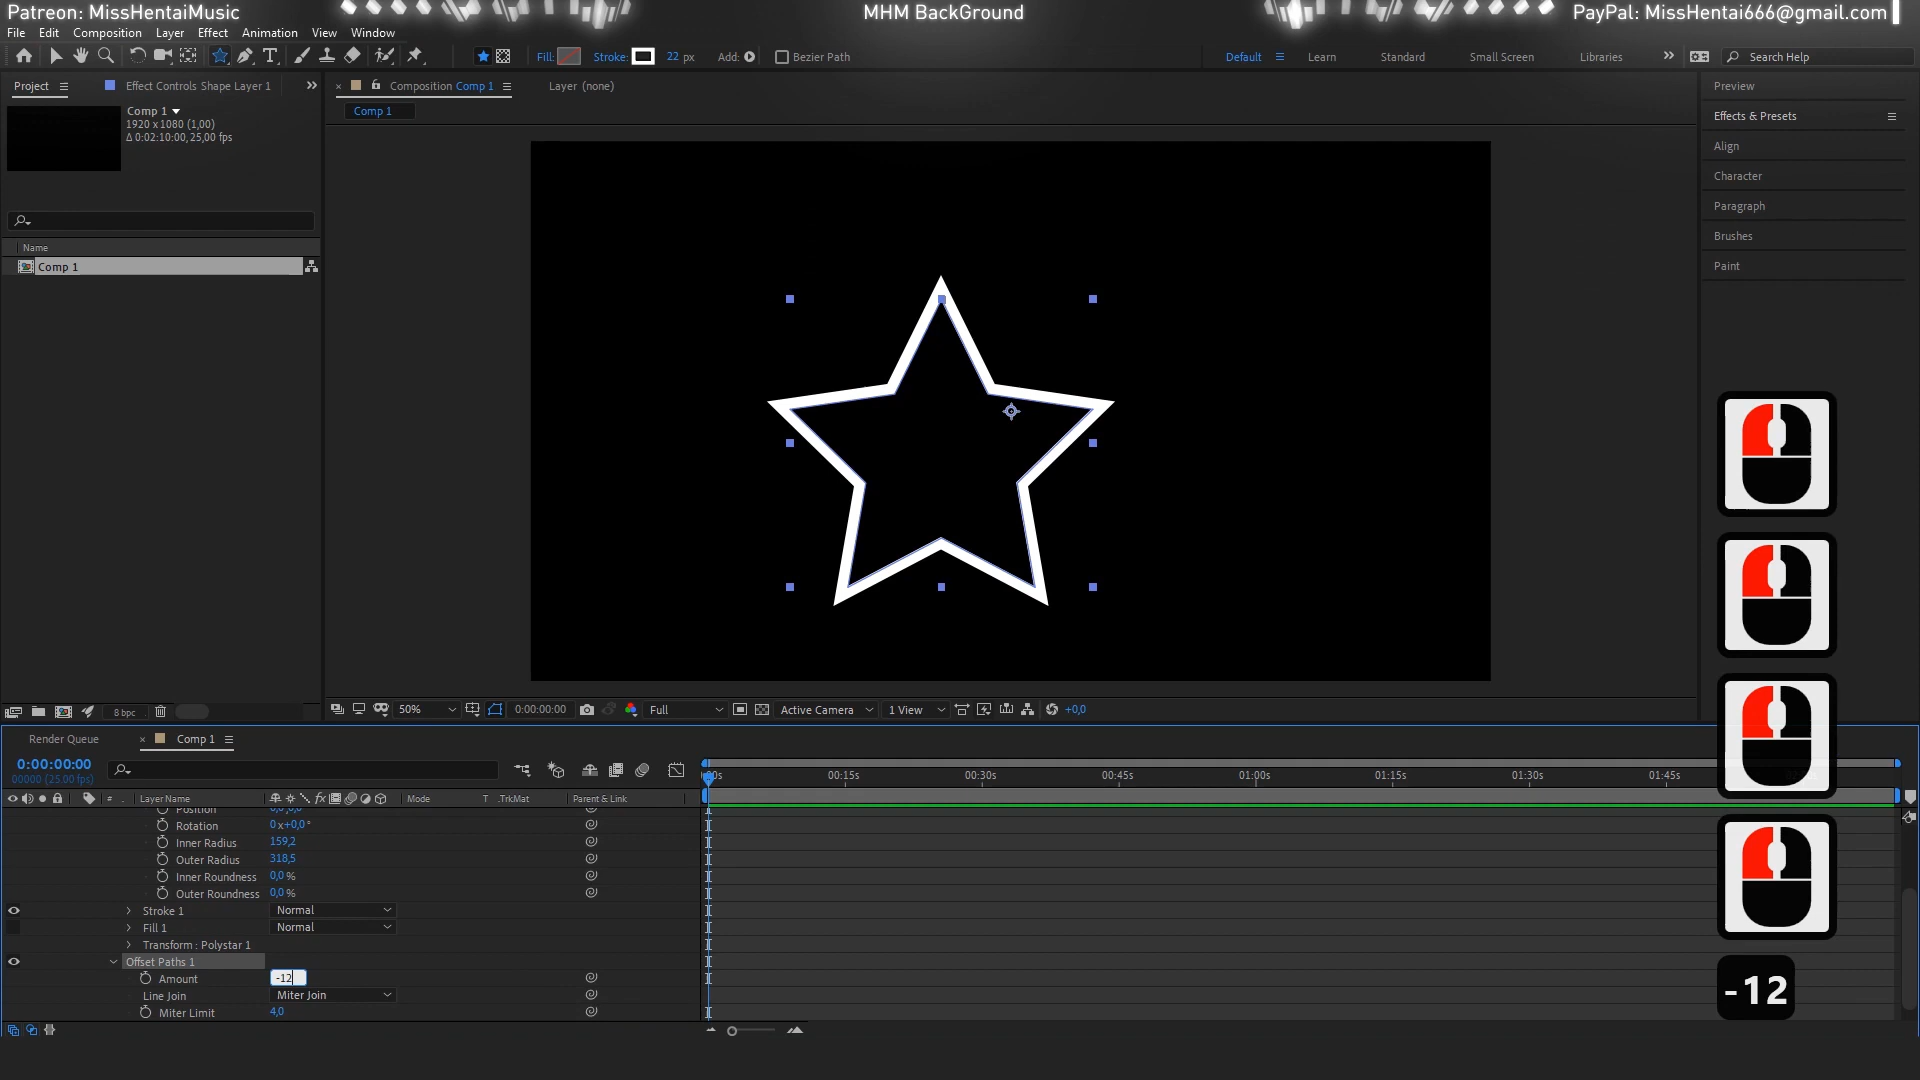 Patreon: MissHentaiMusic
MHM BackGround
PayPal: MissHentai666@gmail.com
File Edit Composition Layer Effect Animation View Window
Fill: Stroke: 22 px Add: Bezier Path
Default Learn Standard Small Screen Libraries Search Help
Project Effect Controls Shape Layer 1
Composition Comp 1 Layer (none)
Comp 1
Comp 1
1920 x 1080 (1,00)
Δ 0:02:10:00, 25,00 fps
Name
Comp 1
Preview
Effects & Presets
Align
Character
Paragraph
Brushes
Paint
8 bpc
50% 0:00:00:00 Full Active Camera 1 View +0,0
Render Queue Comp 1
0:00:00:00
00000 (25.00 fps)
:00s 00:15s 00:30s 00:45s 01:00s 01:15s 01:30s 01:45s
# Layer Name Mode T .TrkMat Parent & Link
Position 0,0,0,0
Rotation 0 x+0,0°
Inner Radius 159,2
Outer Radius 318,5
Inner Roundness 0,0 %
Outer Roundness 0,0 %
Stroke 1 Normal
Fill 1 Normal
Transform : Polystar 1
Offset Paths 1
Amount -12
Line Join Miter Join
Miter Limit 4,0
-12